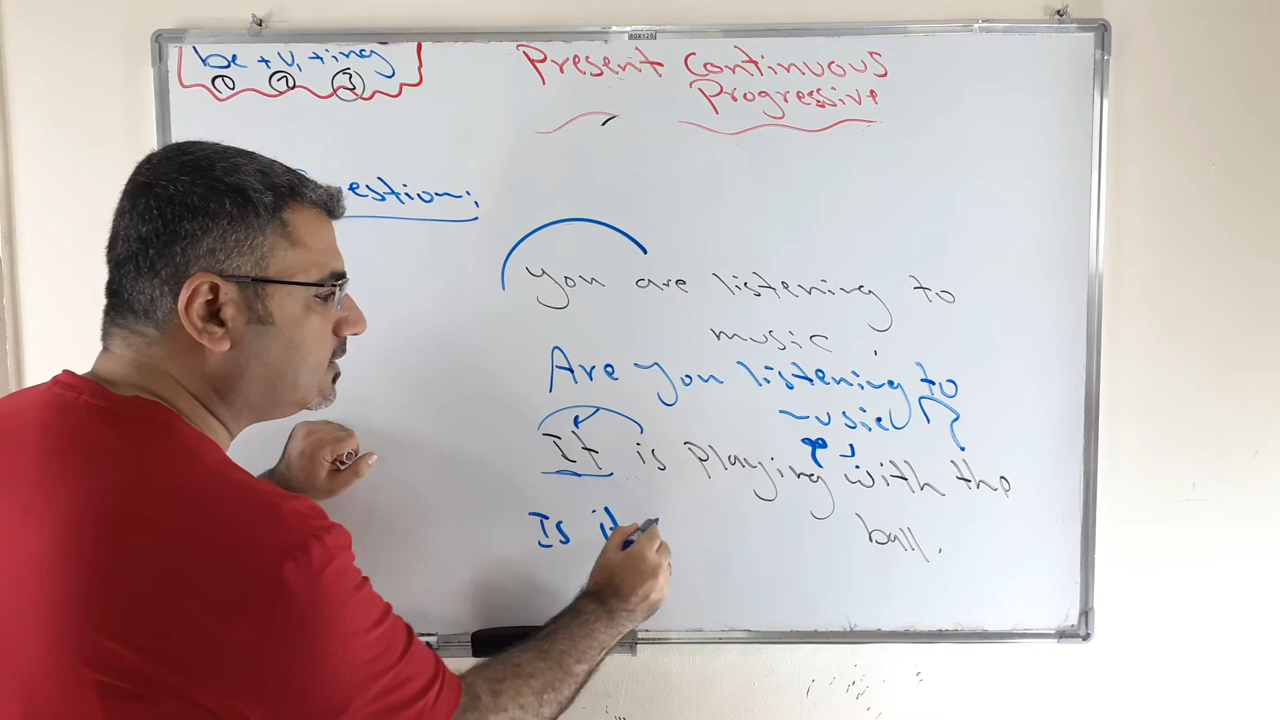 80X120
be + V₁ + ing
1 2 3
Present Continuous
Progressive
estion:
you are listening to
music
Are you listening to
music ?
It is playing with the
ball.
Is it